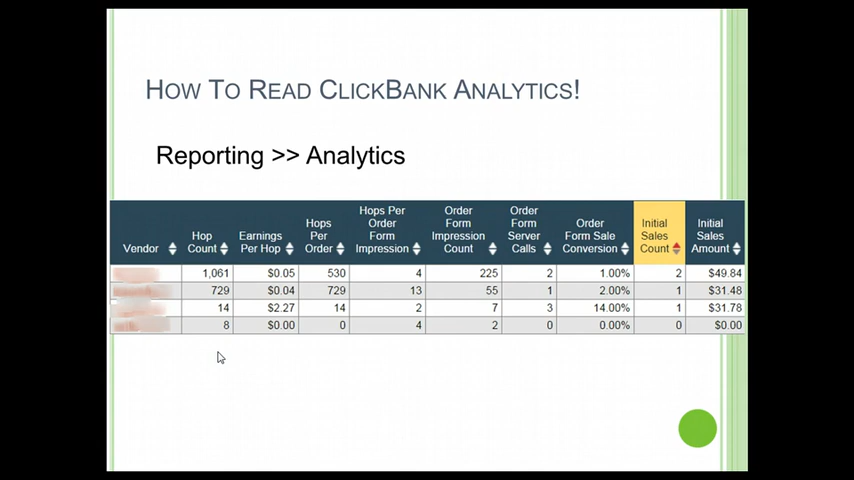 HOW TO READ CLICKBANK ANALYTICS!
Reporting >> Analytics
Vendor Hop Count Earnings Per Hop Hops Per Order Hops Per Order Form Impression Order Form Impression Count Order Form Server Calls Order Form Sale Conversion Initial Sales Count Initial Sales Amount
1,061 $0.05 530 4 225 2 1.00% 2 $49.84
729 $0.04 729 13 55 1 2.00% 1 $31.48
14 $2.27 14 2 7 3 14.00% 1 $31.78
8 $0.00 0 4 2 0 0.00% 0 $0.00